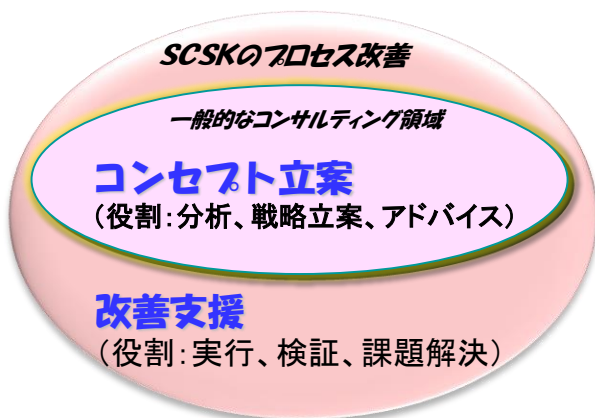 SCSKのプロセス改善
一般的なコンサルティング領域
コンセプト立案
（役割：分析、戦略立案、アドバイス）
改善支援
（役割：実行、検証、課題解決）